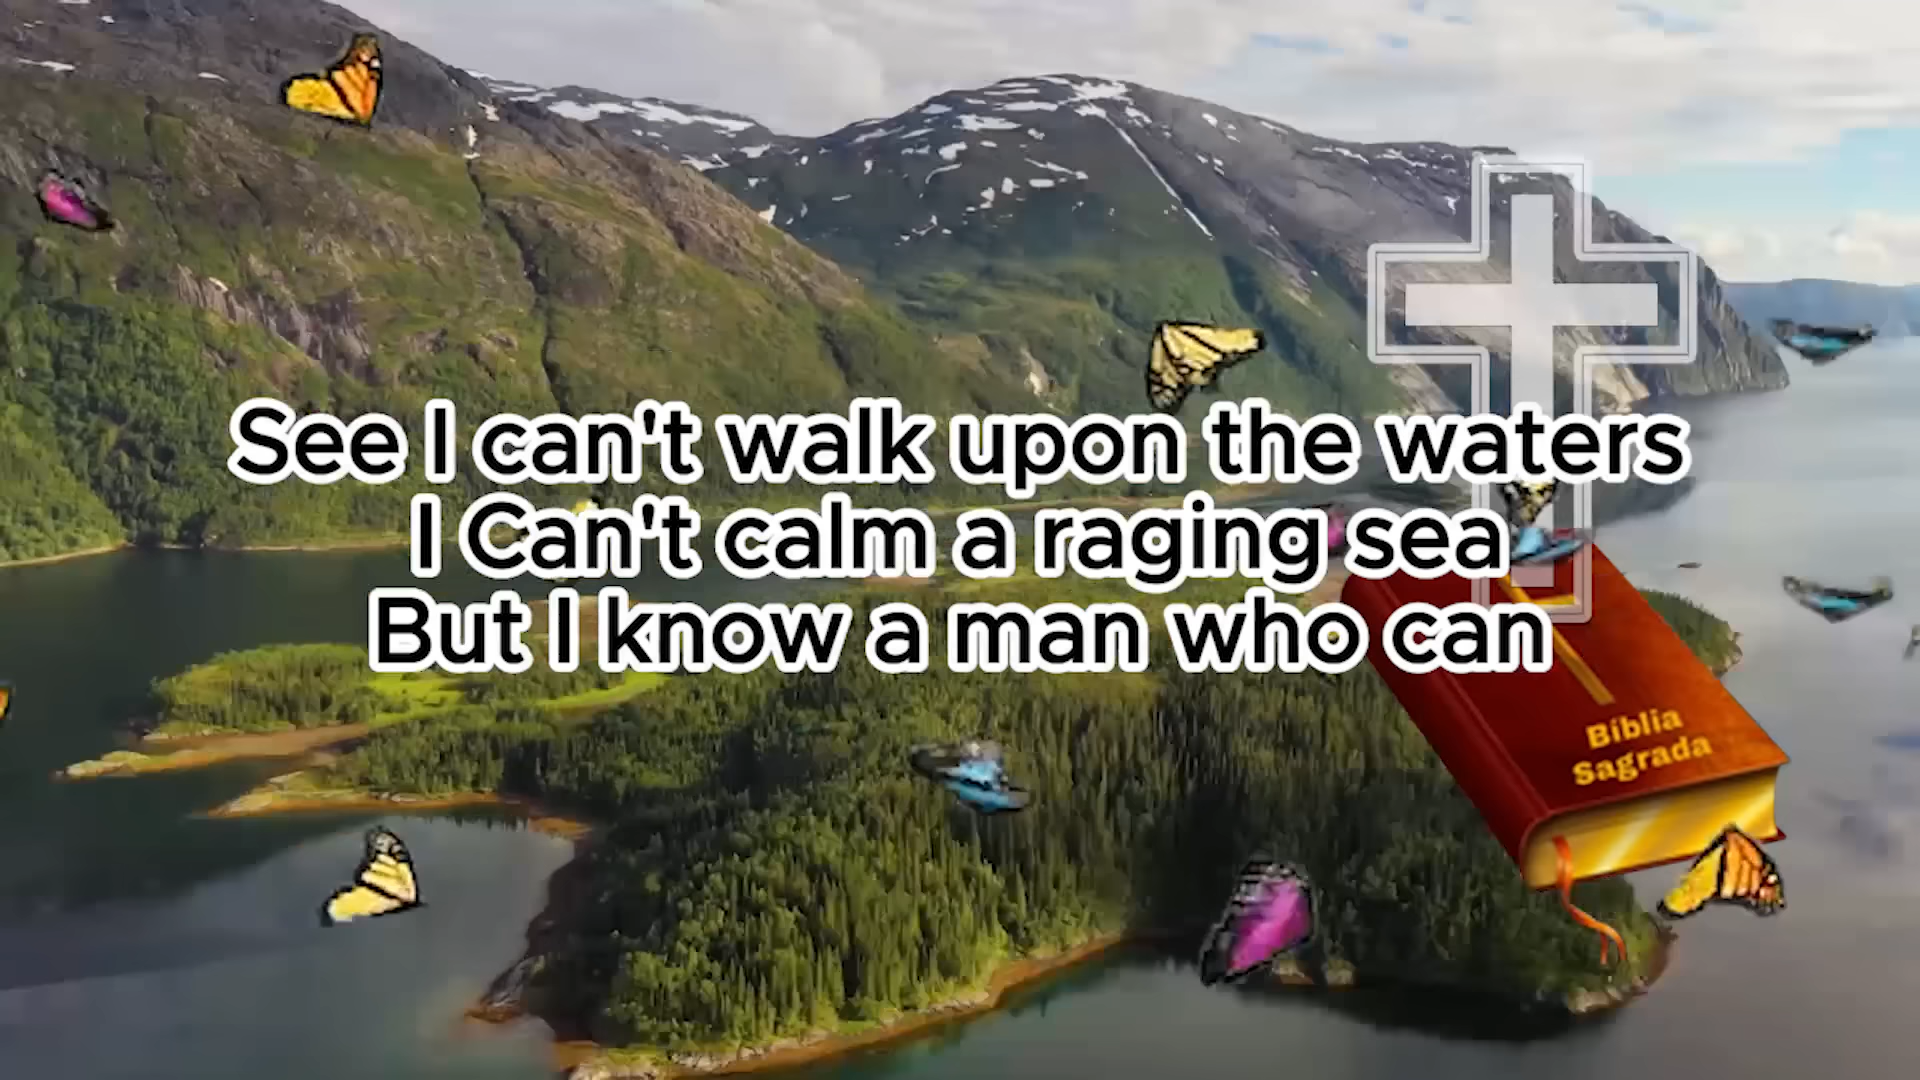 See I can't walk upon the waters
I Can't calm a raging sea
But I know a man who can
Bíblia
Sagrada